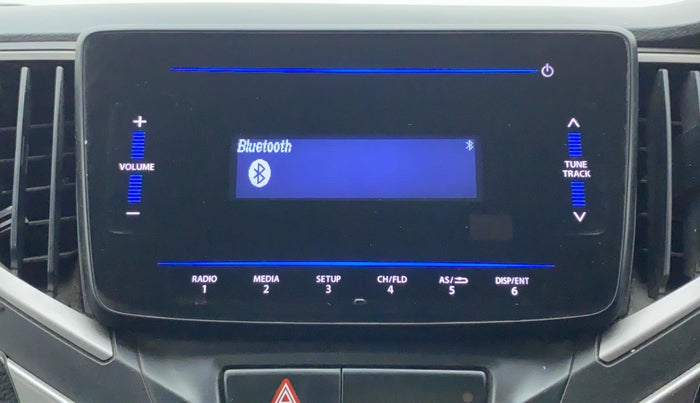 Bluetooth
+
VOLUME
−
TUNE
TRACK
RADIO
1
MEDIA
2
SETUP
3
CH/FLD
4
AS/
5
DISP/ENT
6